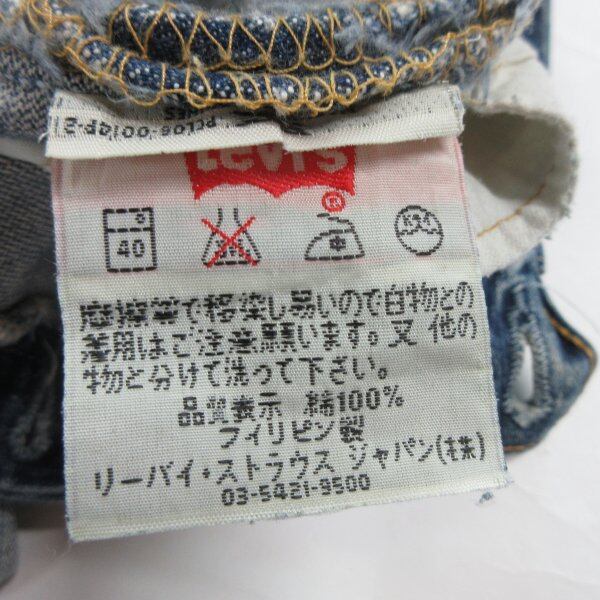 PCL06-00149P-2
Levi's
®
40
摩擦等で移染し易いので白物との
着用はご注意願います。又 他の
物と分けて洗って下さい。
品質表示 綿100%
フィリピン製
リーバイ・ストラウス ジャパン(株)
03-5421-9500